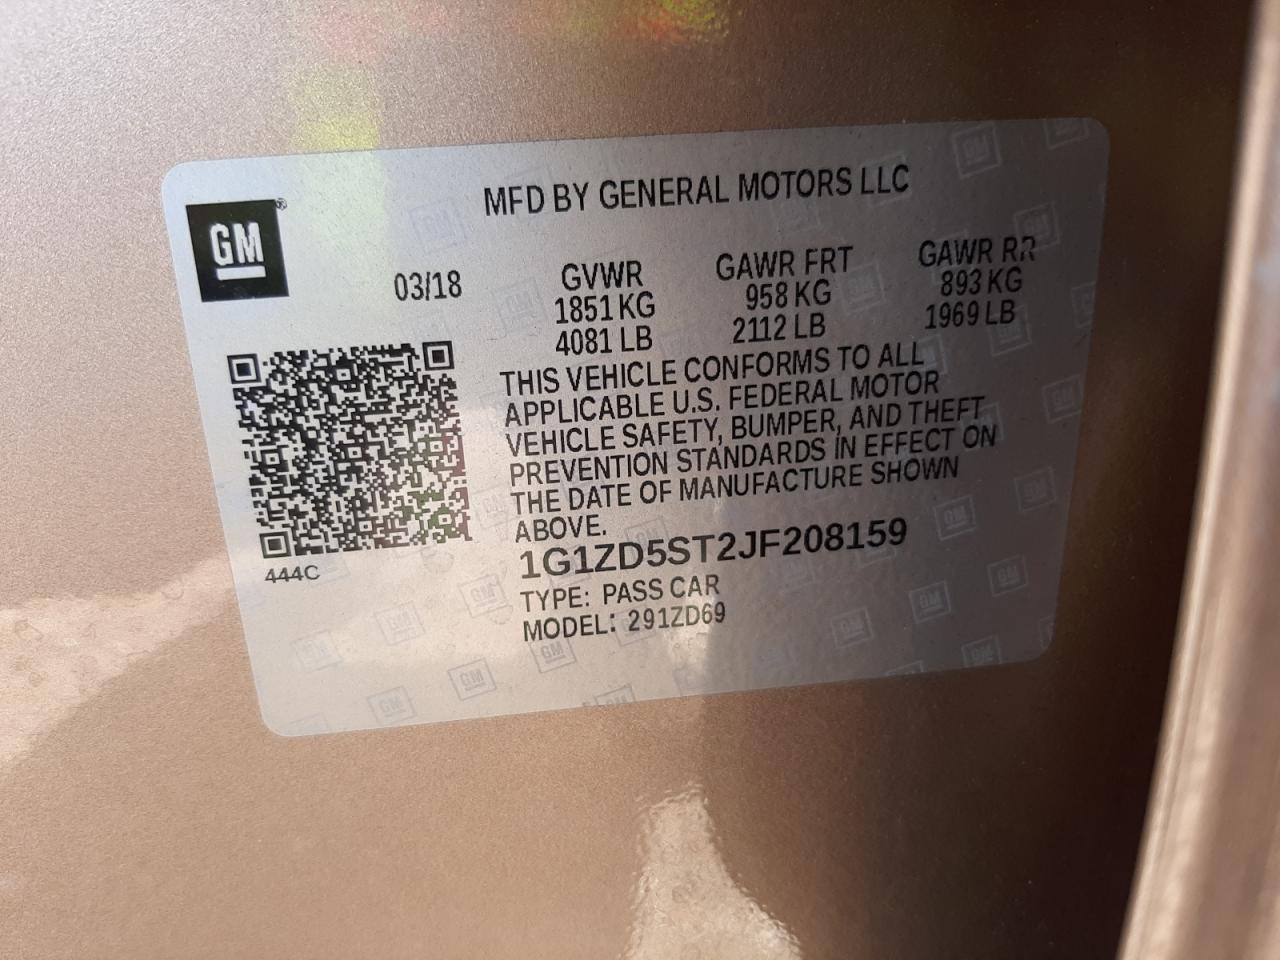 MFD BY GENERAL MOTORS LLC
GM®
03/18
GVWR
1851 KG
4081 LB
GAWR FRT
958 KG
2112 LB
GAWR RR
893 KG
1969 LB
THIS VEHICLE CONFORMS TO ALL
APPLICABLE U.S. FEDERAL MOTOR
VEHICLE SAFETY, BUMPER, AND THEFT
PREVENTION STANDARDS IN EFFECT ON
THE DATE OF MANUFACTURE SHOWN
ABOVE.
1G1ZD5ST2JF208159
TYPE: PASS CAR
MODEL: 291ZD69
444C